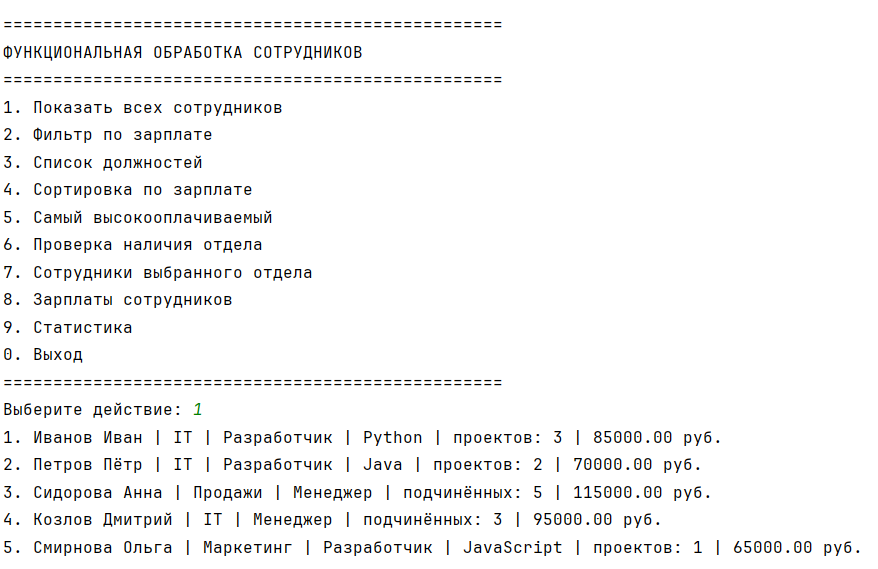 ==================================================
ФУНКЦИОНАЛЬНАЯ ОБРАБОТКА СОТРУДНИКОВ
==================================================
1. Показать всех сотрудников
2. Фильтр по зарплате
3. Список должностей
4. Сортировка по зарплате
5. Самый высокооплачиваемый
6. Проверка наличия отдела
7. Сотрудники выбранного отдела
8. Зарплаты сотрудников
9. Статистика
0. Выход
==================================================
Выберите действие: 1
1. Иванов Иван | IT | Разработчик | Python | проектов: 3 | 85000.00 руб.
2. Петров Пётр | IT | Разработчик | Java | проектов: 2 | 70000.00 руб.
3. Сидорова Анна | Продажи | Менеджер | подчинённых: 5 | 115000.00 руб.
4. Козлов Дмитрий | IT | Менеджер | подчинённых: 3 | 95000.00 руб.
5. Смирнова Ольга | Маркетинг | Разработчик | JavaScript | проектов: 1 | 65000.00 руб.